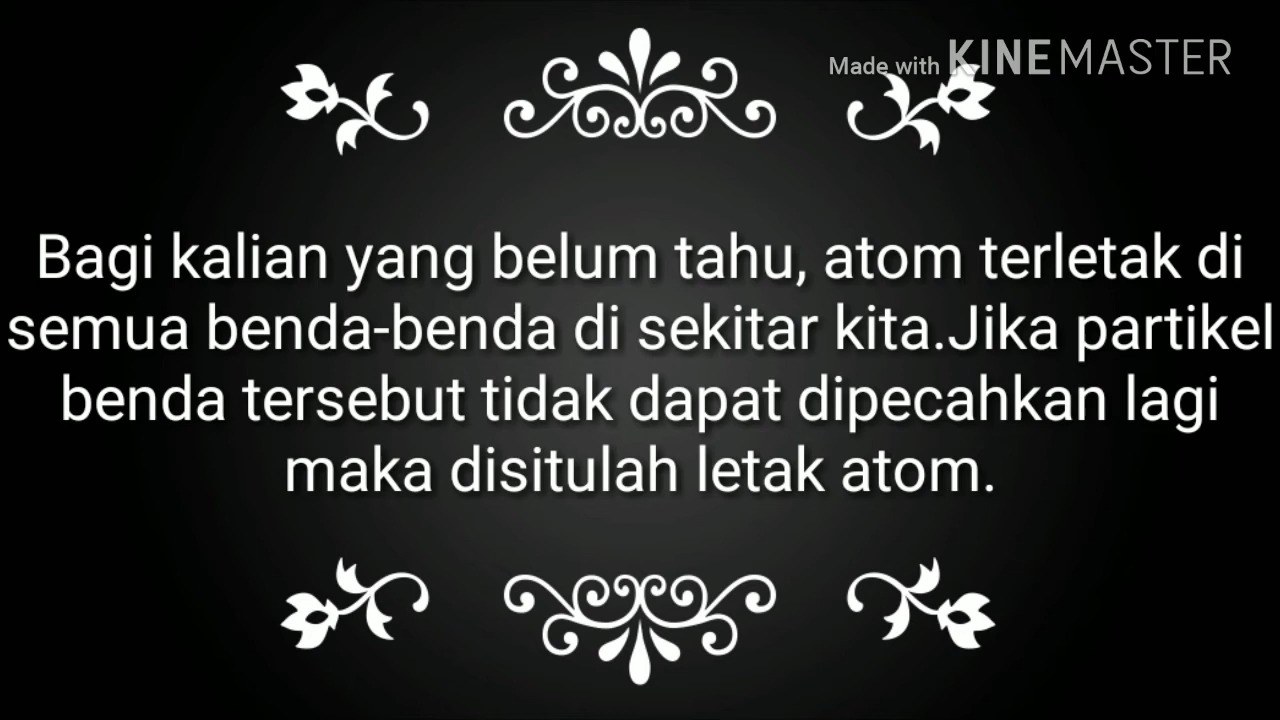 Made with KINEMASTER
Bagi kalian yang belum tahu, atom terletak di
semua benda-benda di sekitar kita.Jika partikel
benda tersebut tidak dapat dipecahkan lagi
maka disitulah letak atom.